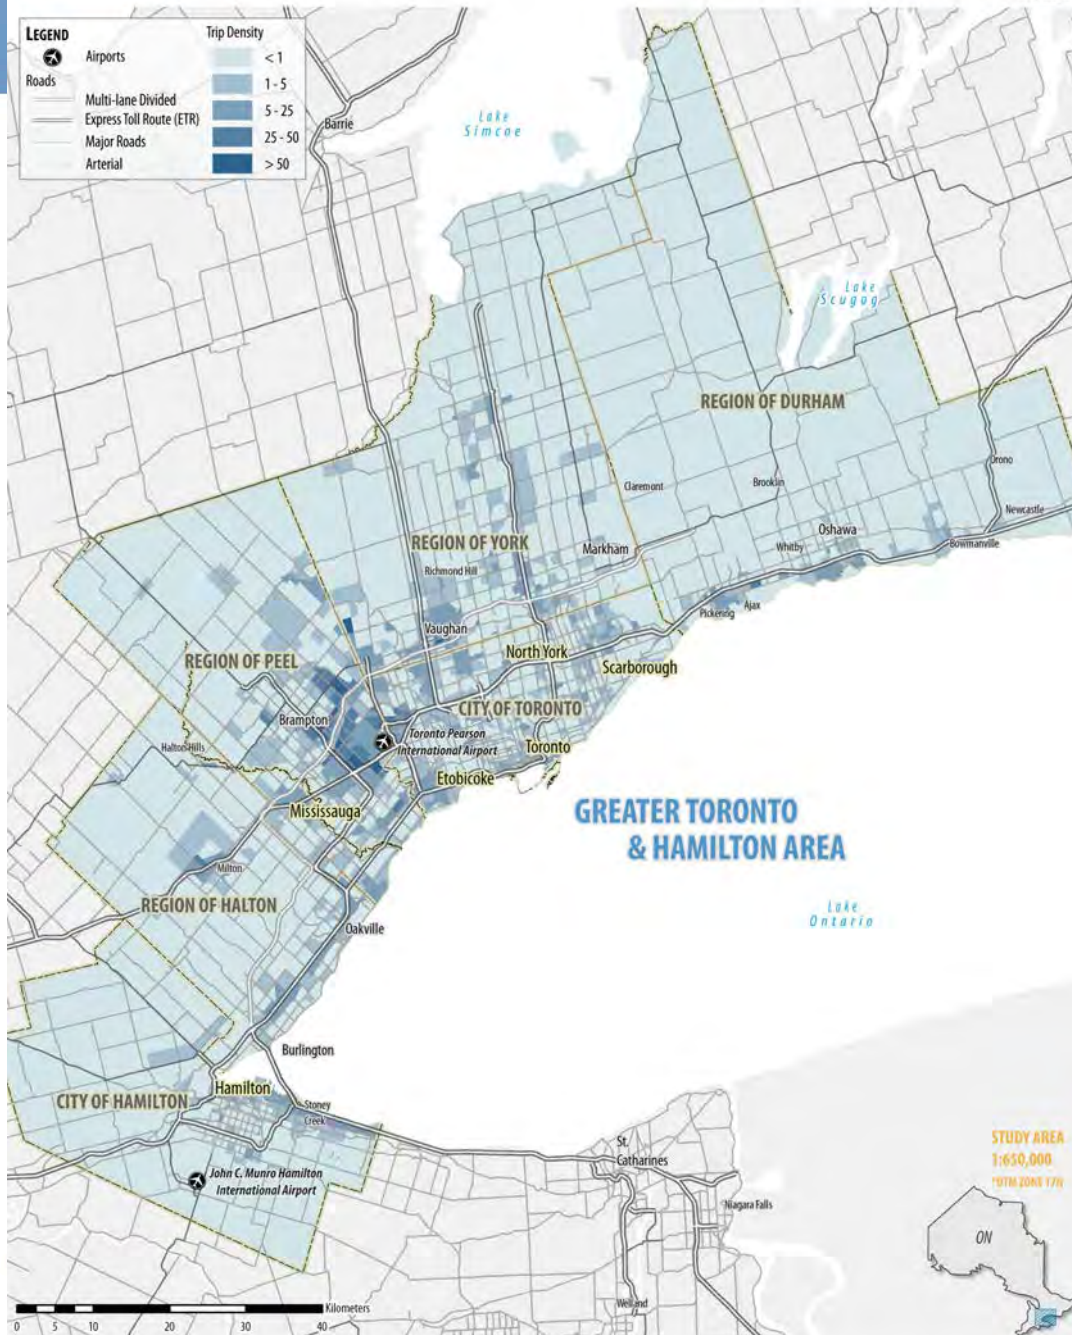 LEGEND
Airports
Roads
Multi-lane Divided
Express Toll Route (ETR)
Major Roads
Arterial
Trip Density
< 1
1 - 5
5 - 25
25 - 50
> 50
Barrie
Lake
Simcoe
Lake
Scugog
REGION OF DURHAM
Orono
Claremont
Brooklin
Newcastle
Oshawa
REGION OF YORK
Markham
Whitby
Bowmanville
Richmond Hill
Ajax
Pickering
Vaughan
North York
REGION OF PEEL
Scarborough
CITY OF TORONTO
Brampton
Toronto Pearson
International Airport
Halton Hills
Toronto
Etobicoke
Mississauga
GREATER TORONTO
& HAMILTON AREA
Milton
REGION OF HALTON
Lake
Ontario
Oakville
Burlington
Hamilton
CITY OF HAMILTON
Stoney
Creek
St.
Catharines
STUDY AREA
1:650,000
*UTM ZONE 17N
John C. Munro Hamilton
International Airport
Niagara Falls
ON
Welland
Kilometers
0 5 10 20 30 40